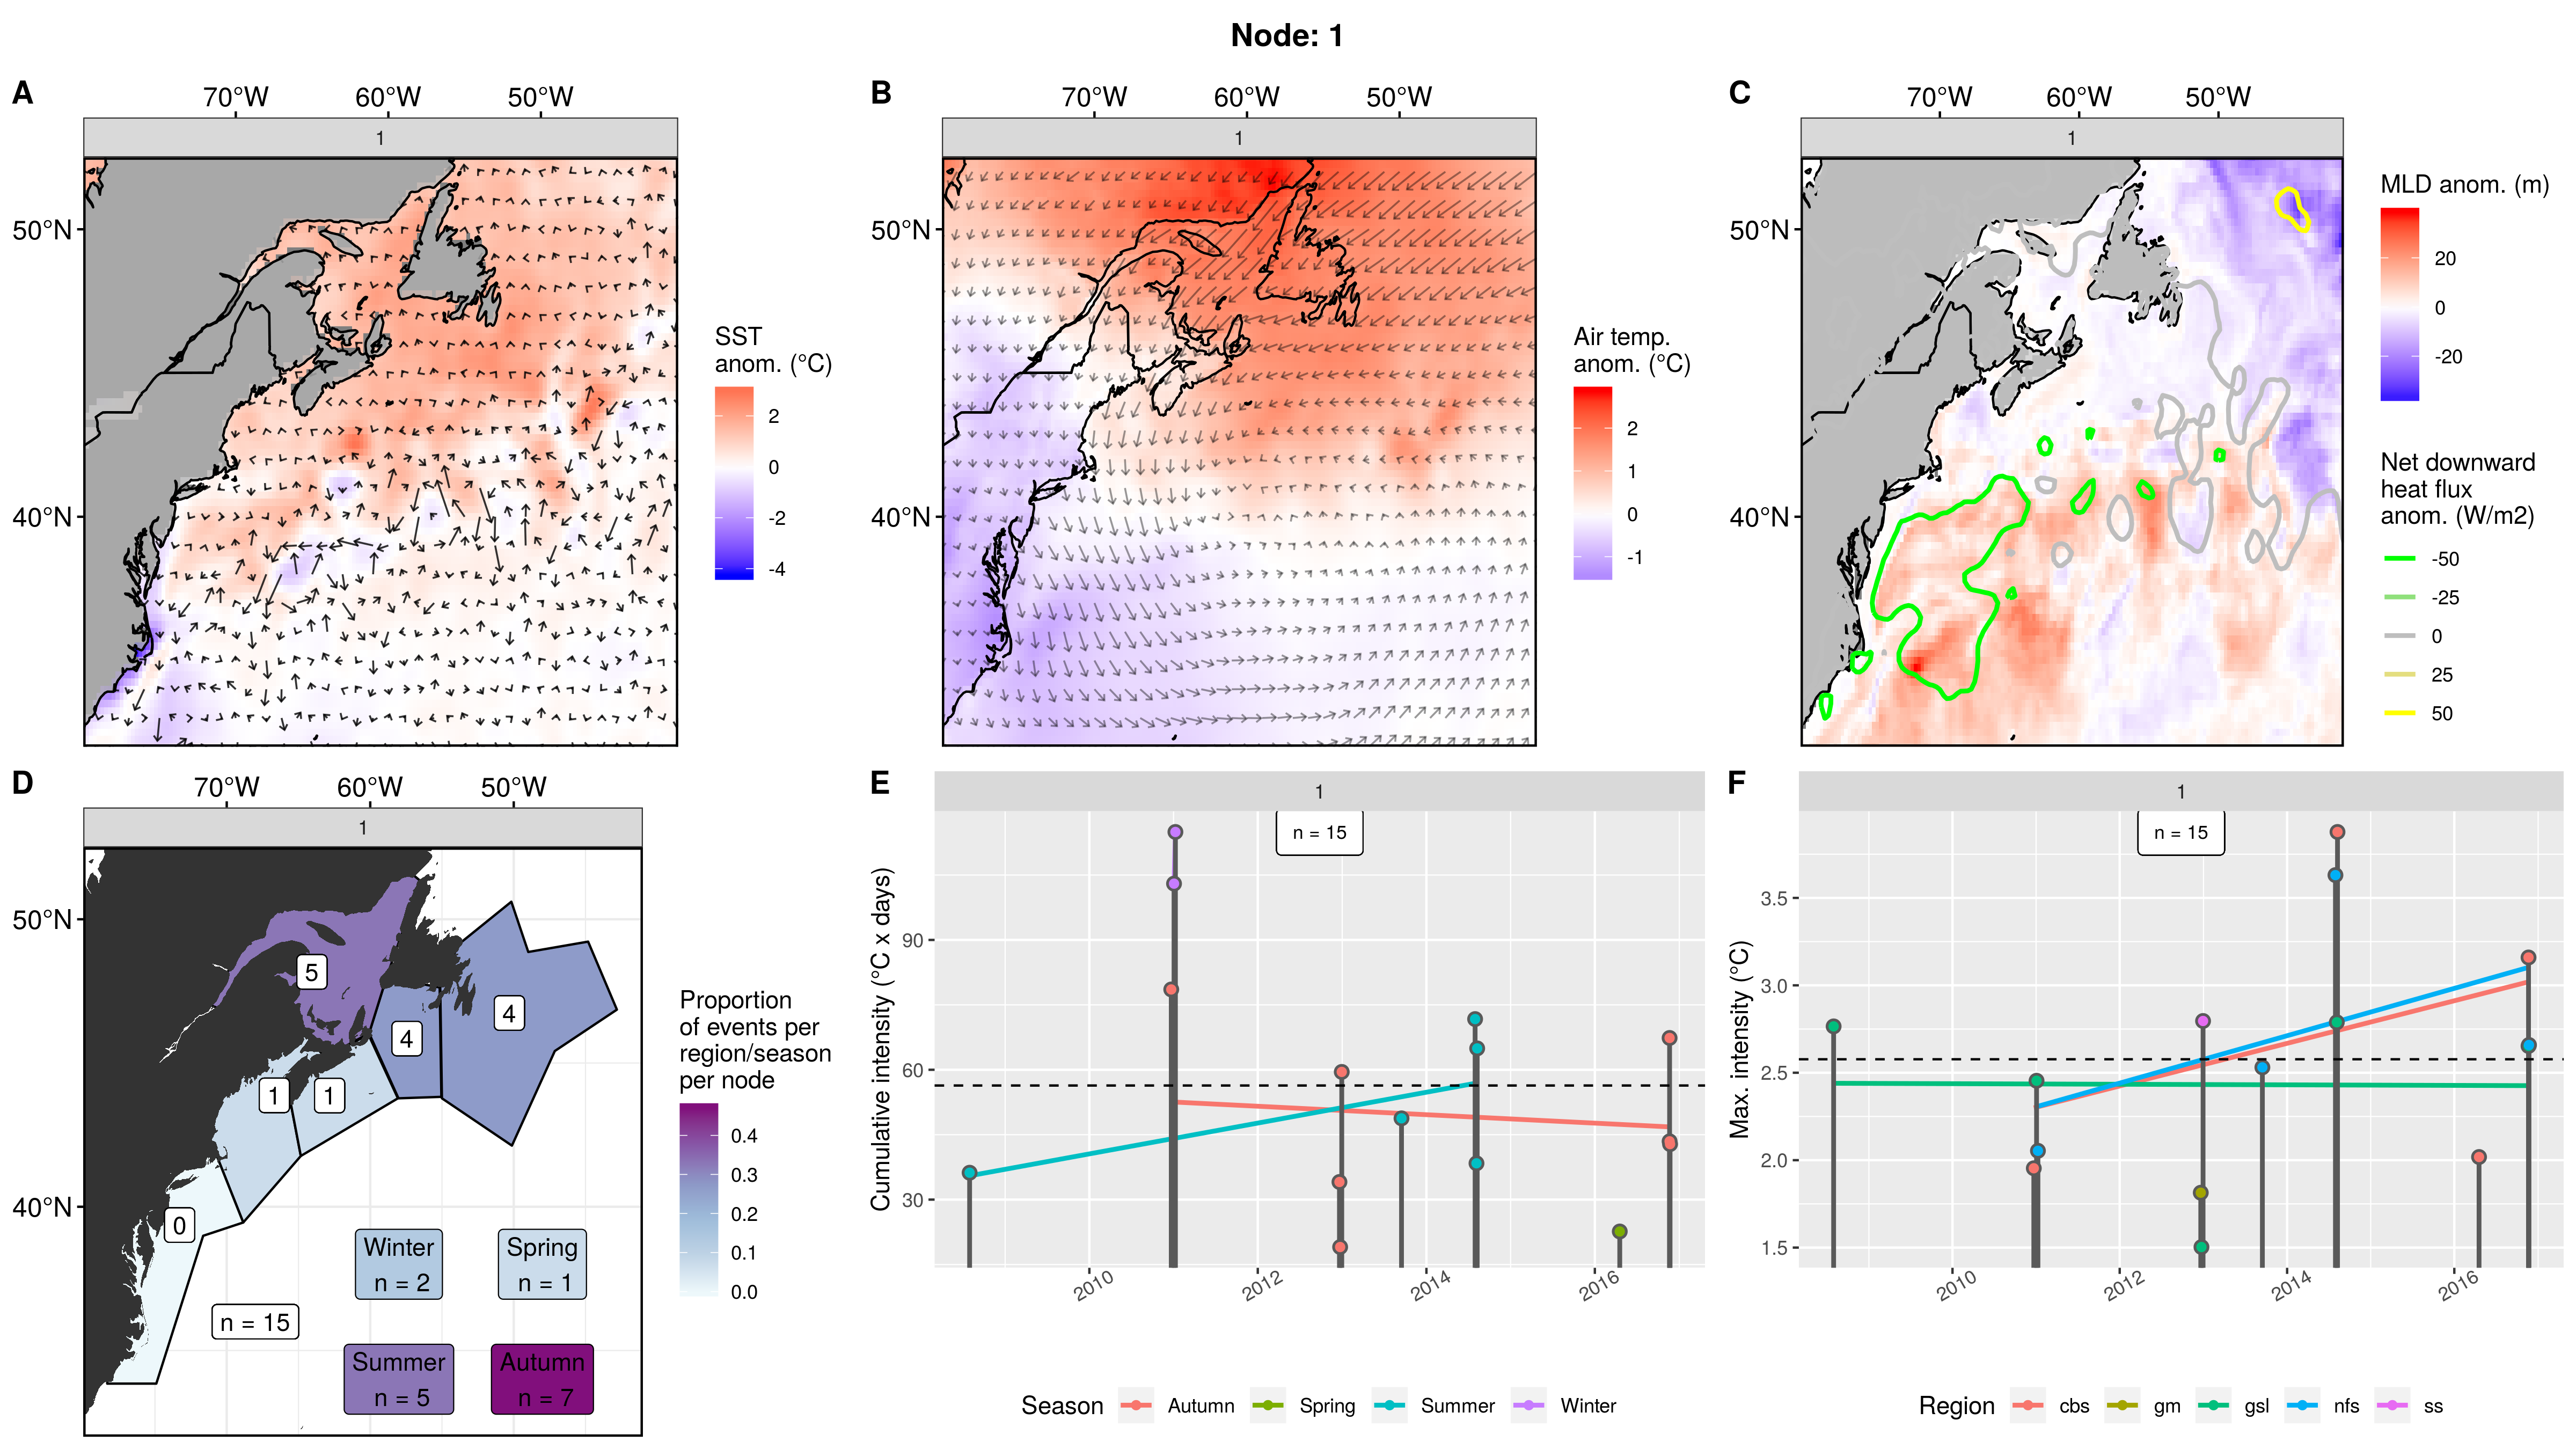 Node: 1
A
70°W
60°W
50°W
1
50°N
40°N
SST
anom. (°C)
2
0
-2
-4
B
70°W
60°W
50°W
1
50°N
40°N
Air temp.
anom. (°C)
2
1
0
-1
C
70°W
60°W
50°W
1
50°N
40°N
MLD anom. (m)
20
0
-20
Net downward
heat flux
anom. (W/m2)
-50
-25
0
25
50
D
70°W
60°W
50°W
1
50°N
40°N
5
4
4
1
1
0
n = 15
Winter
n = 2
Spring
n = 1
Summer
n = 5
Autumn
n = 7
Proportion
of events per
region/season
per node
0.4
0.3
0.2
0.1
0.0
E
1
n = 15
Cumulative intensity (°C x days)
90
60
30
2010
2012
2014
2016
Season
Autumn
Spring
Summer
Winter
F
1
n = 15
Max. intensity (°C)
3.5
3.0
2.5
2.0
1.5
2010
2012
2014
2016
Region
cbs
gm
gsl
nfs
ss